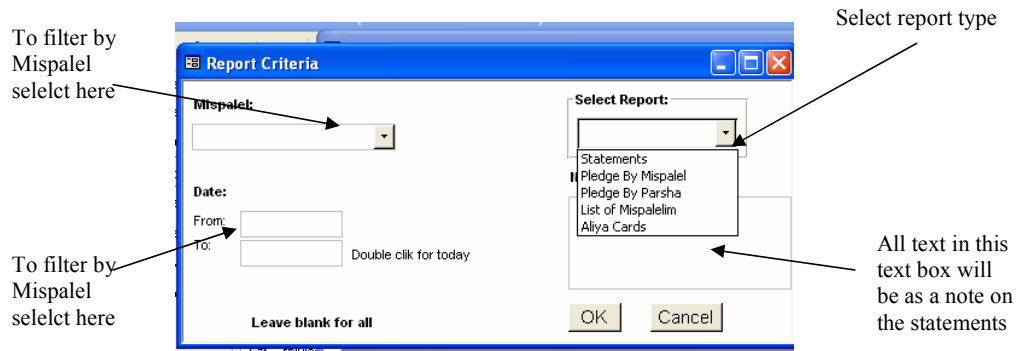 Select report type
To filter by
Mispalel
selelct here
Report Criteria
Mispalel:
Select Report:
Statements
Pledge By Mispalel
Pledge By Parsha
List of Mispalelim
Aliya Cards
Date:
From:
To:
Double clik for today
To filter by
Mispalel
selelct here
All text in this
text box will
be as a note on
the statements
Leave blank for all
OK
Cancel